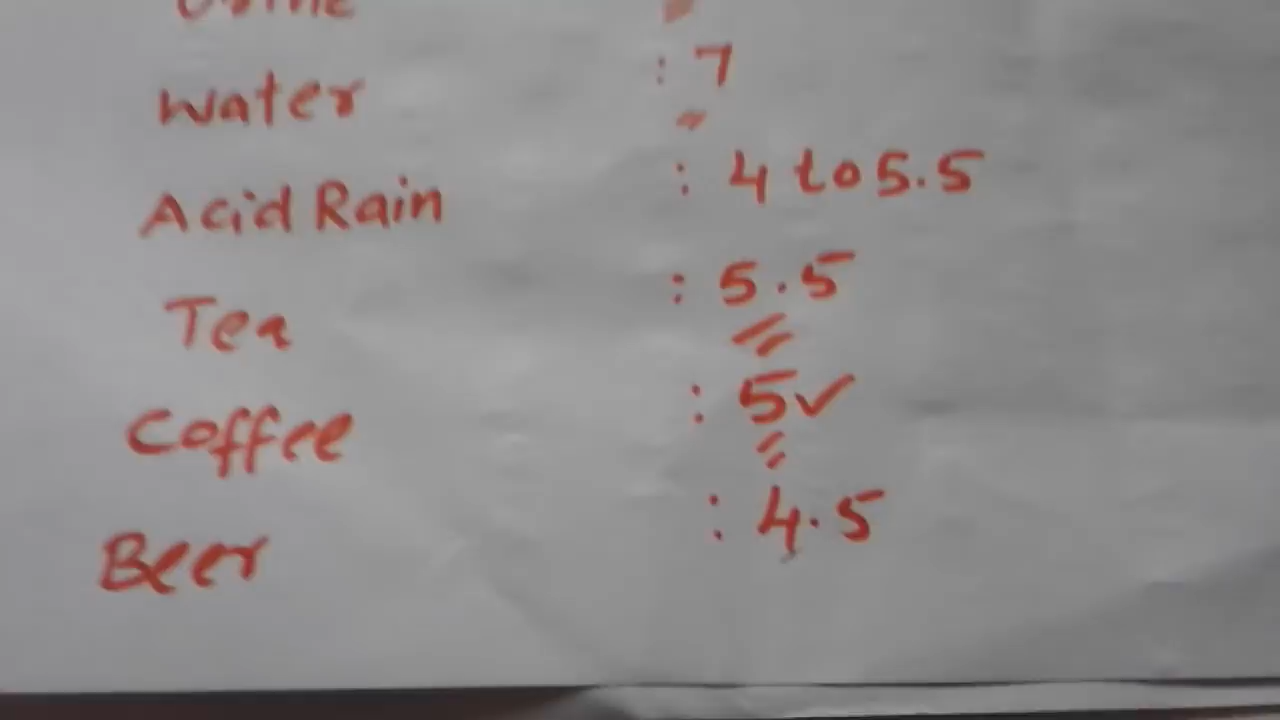 Water : 7
Acid Rain : 4 to 5.5
Tea : 5.5
Coffee : 5✓
Beer : 4.5